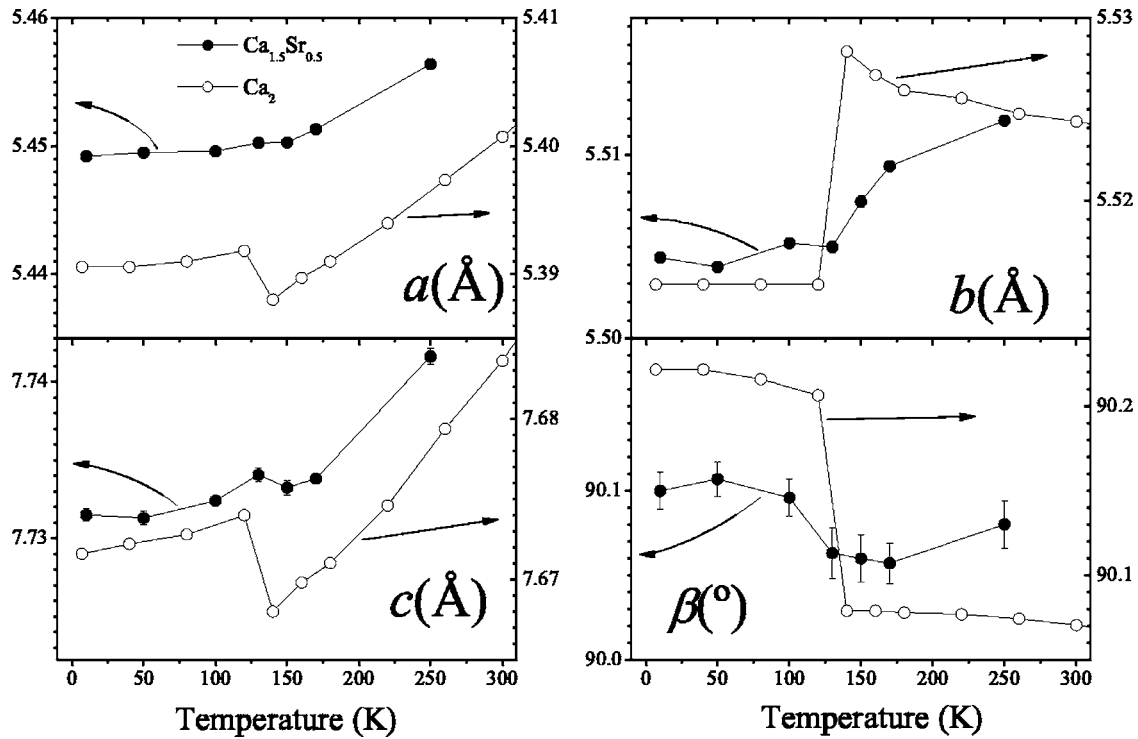 5.46
5.41
5.53
Ca1.5Sr0.5
Ca2
5.45
5.40
5.51
5.52
5.44
5.39
a(Å)
b(Å)
5.50
7.74
7.68
90.2
90.1
7.73
7.67
90.1
c(Å)
β(°)
90.0
0 50 100 150 200 250 300
0 50 100 150 200 250 300
Temperature (K)
Temperature (K)